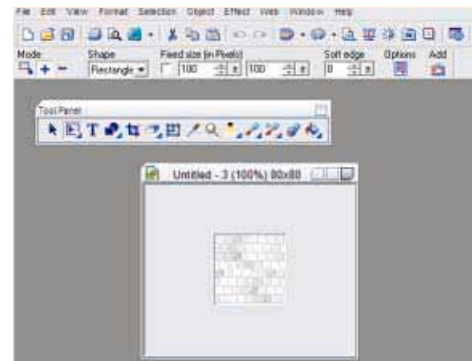 File Edit View Format Selection Object Effect Web Window Help
Mode Shape Fixed size (in Pixels) Soft edge Options Add
Rectangle 100 100 0
Tool Panel
T
Untitled - 3 (100%) 80x80